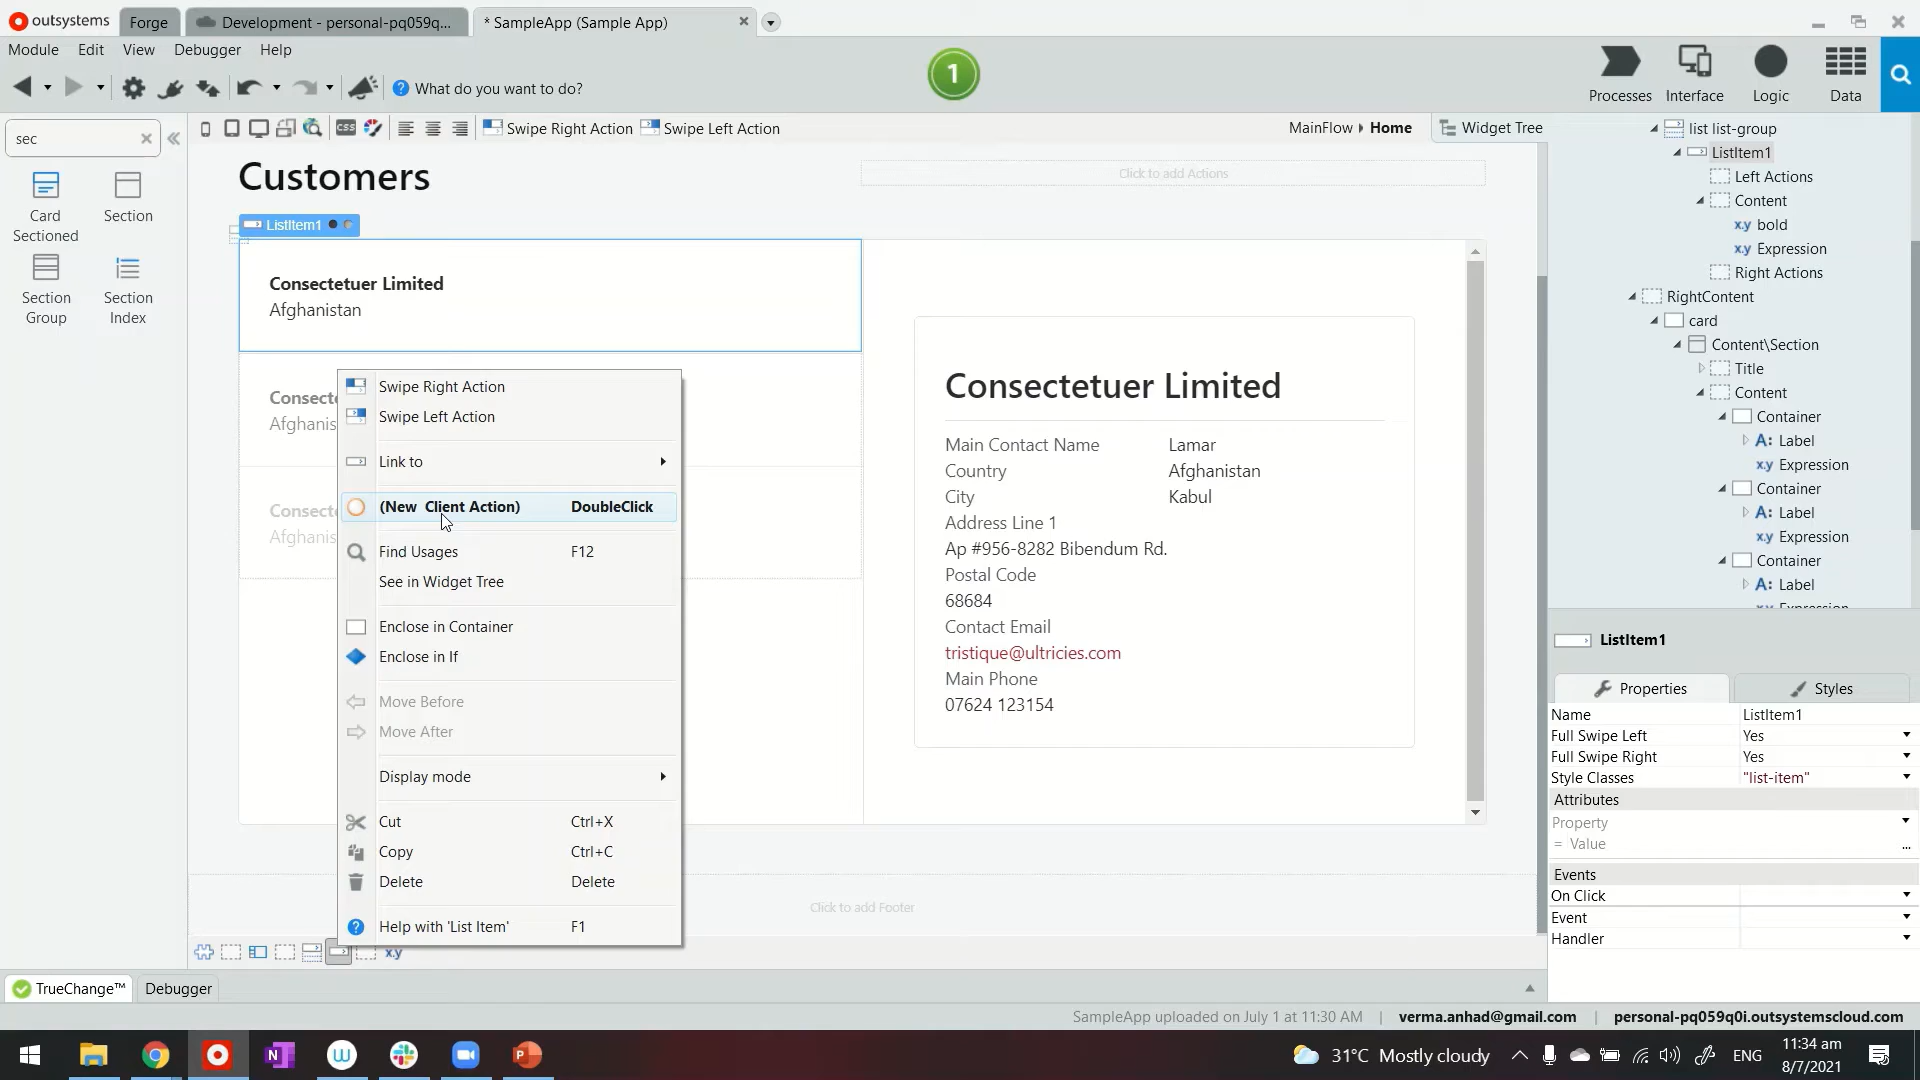 outsystems
Forge
Development - personal-pq059q...
* SampleApp (Sample App)
Module Edit View Debugger Help
What do you want to do?
1
Processes Interface Logic Data
sec
CSS
Swipe Right Action Swipe Left Action
MainFlow Home
Widget Tree
Card Sectioned
Section
Section Group
Section Index
Customers
Click to add Actions
ListItem1
Consectetuer Limited
Afghanistan
Consecte
Afghanis
Consecte
Afghanis
Swipe Right Action
Swipe Left Action
Link to
(New Client Action) DoubleClick
Find Usages F12
See in Widget Tree
Enclose in Container
Enclose in If
Move Before
Move After
Display mode
Cut Ctrl+X
Copy Ctrl+C
Delete Delete
Help with 'List Item' F1
Consectetuer Limited
Main Contact Name Lamar
Country Afghanistan
City Kabul
Address Line 1
Ap #956-8282 Bibendum Rd.
Postal Code
68684
Contact Email
tristique@ultricies.com
Main Phone
07624 123154
Click to add Footer
x.y
list list-group
ListItem1
Left Actions
Content
x.y bold
x.y Expression
Right Actions
RightContent
card
Content\Section
Title
Content
Container
A: Label
x.y Expression
Container
A: Label
x.y Expression
Container
A: Label
x.y Expression
ListItem1
Properties Styles
Name ListItem1
Full Swipe Left Yes
Full Swipe Right Yes
Style Classes "list-item"
Attributes
Property
= Value ...
Events
On Click
Event
Handler
TrueChange™ Debugger
SampleApp uploaded on July 1 at 11:30 AM | verma.anhad@gmail.com | personal-pq059q0i.outsystemscloud.com
31°C Mostly cloudy
ENG
11:34 am
8/7/2021